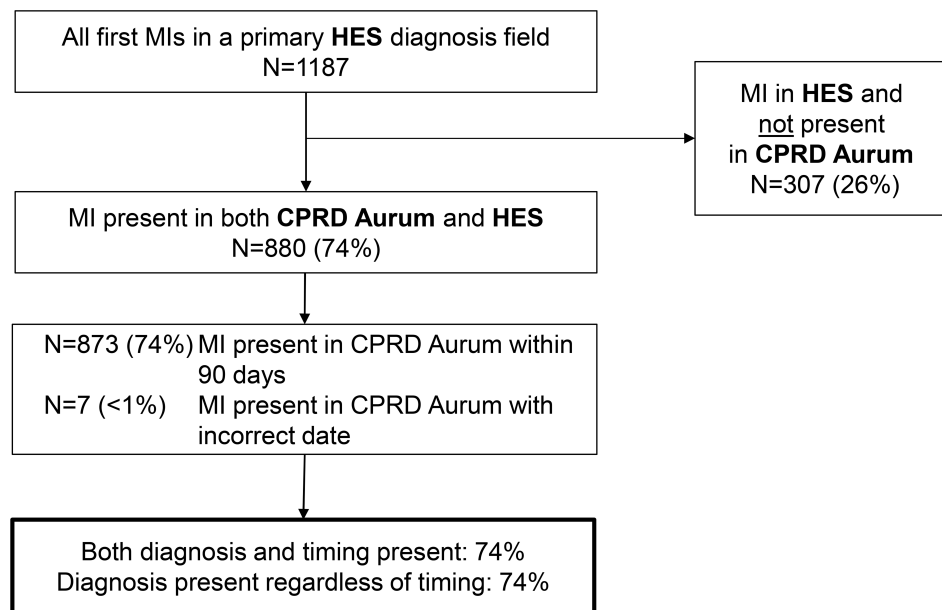 All first MIs in a primary HES diagnosis field
N=1187
MI in HES and
not present
in CPRD Aurum
N=307 (26%)
MI present in both CPRD Aurum and HES
N=880 (74%)
N=873 (74%) MI present in CPRD Aurum within
90 days
N=7 (<1%) MI present in CPRD Aurum with
incorrect date
Both diagnosis and timing present: 74%
Diagnosis present regardless of timing: 74%